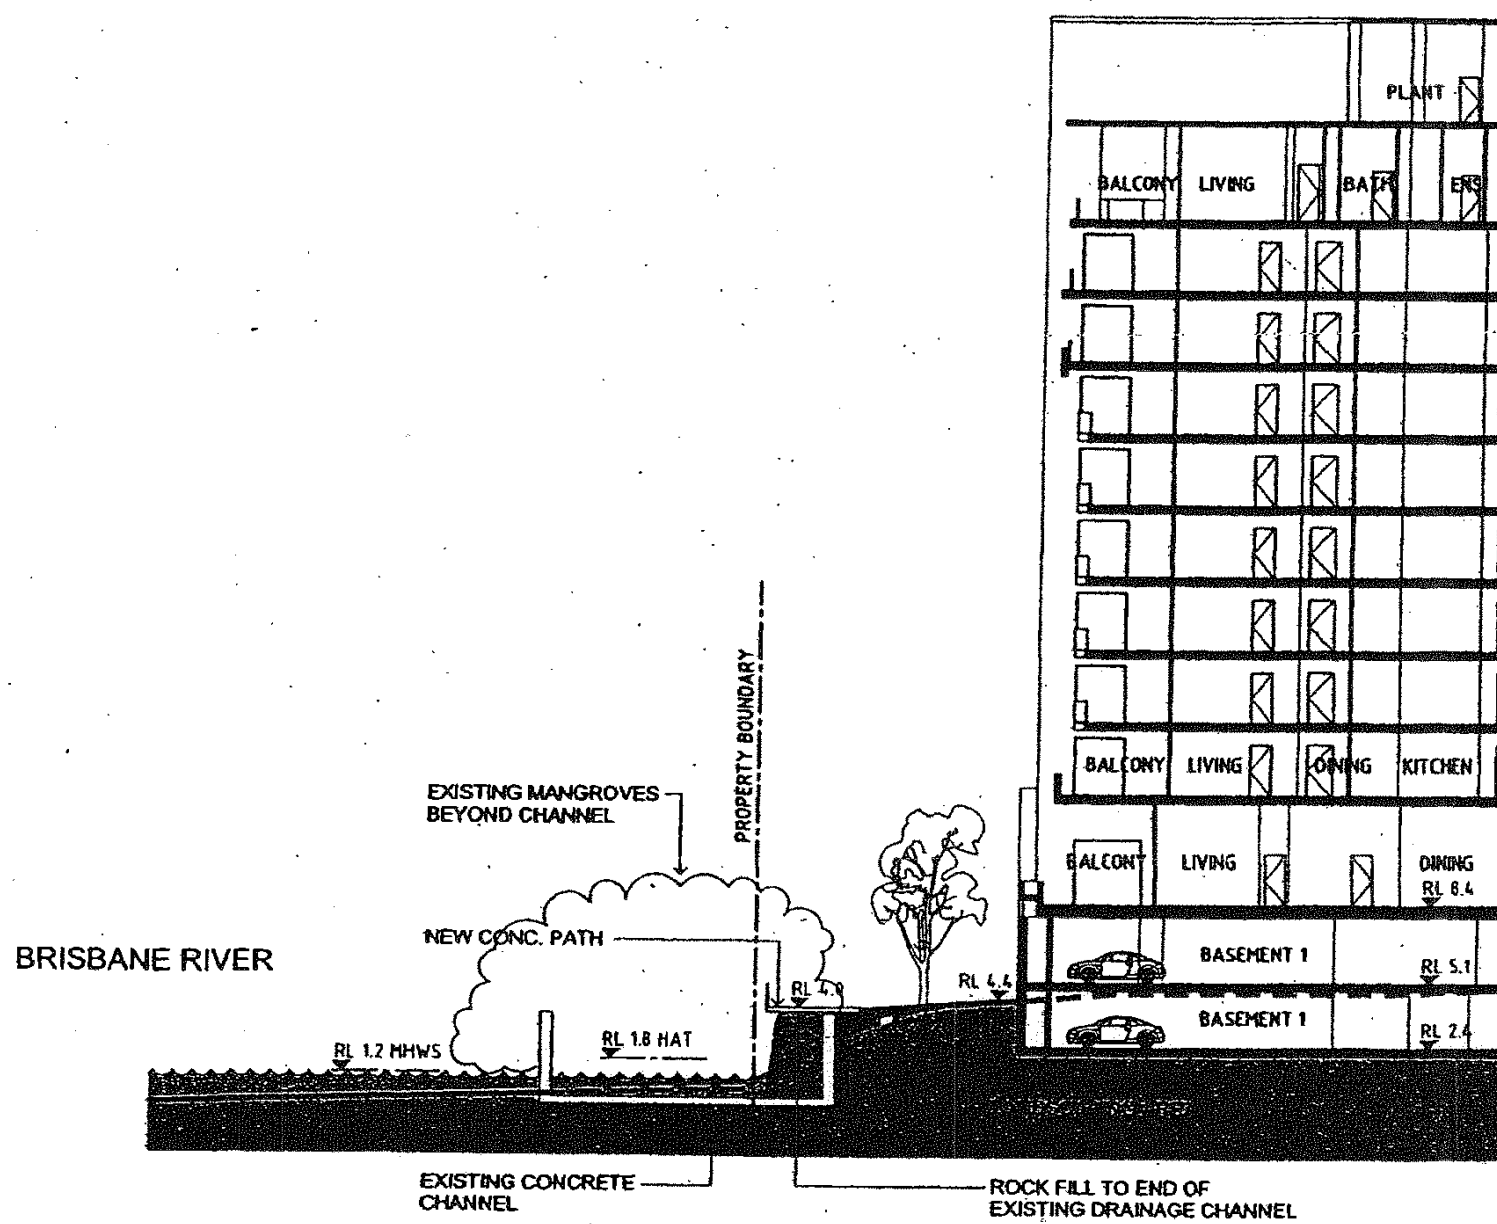 PLANT
BALCONY LIVING BATH ENS
PROPERTY BOUNDARY
BALCONY LIVING DINING KITCHEN
EXISTING MANGROVES
BEYOND CHANNEL
BALCONY LIVING DINING
RL 8.4
NEW CONC. PATH
BRISBANE RIVER
BASEMENT 1
RL 5.1
RL 4.0
RL 4.4
BASEMENT 1
RL 2.4
RL 1.8 HAT
RL 1.2 MHWS
EXISTING CONCRETE
CHANNEL
ROCK FILL TO END OF
EXISTING DRAINAGE CHANNEL